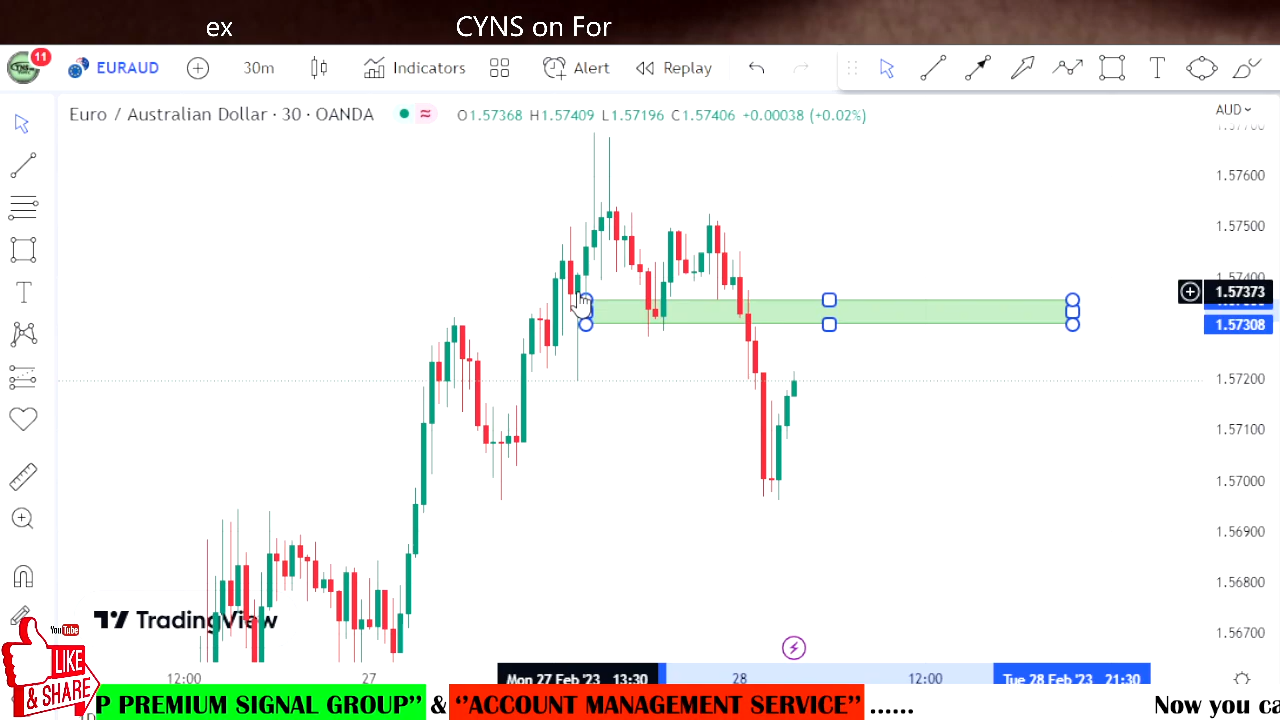 ex CYNS on For
11 EURAUD 30m Indicators Alert Replay T
Euro / Australian Dollar · 30 · OANDA O1.57368 H1.57409 L1.57196 C1.57406 +0.00038 (+0.02%) AUD
1.57600
1.57500
1.57400
1.57373
1.57308
1.57200
1.57100
1.57000
1.56900
1.56800
1.56700
TradingView
YouTube
LIKE
& SHARE
12:00 27 Mon 27 Feb '23 13:30 28 12:00 Tue 28 Feb '23 21:30
P PREMIUM SIGNAL GROUP'' & ‘’ACCOUNT MANAGEMENT SERVICE’’ ...... Now you ca